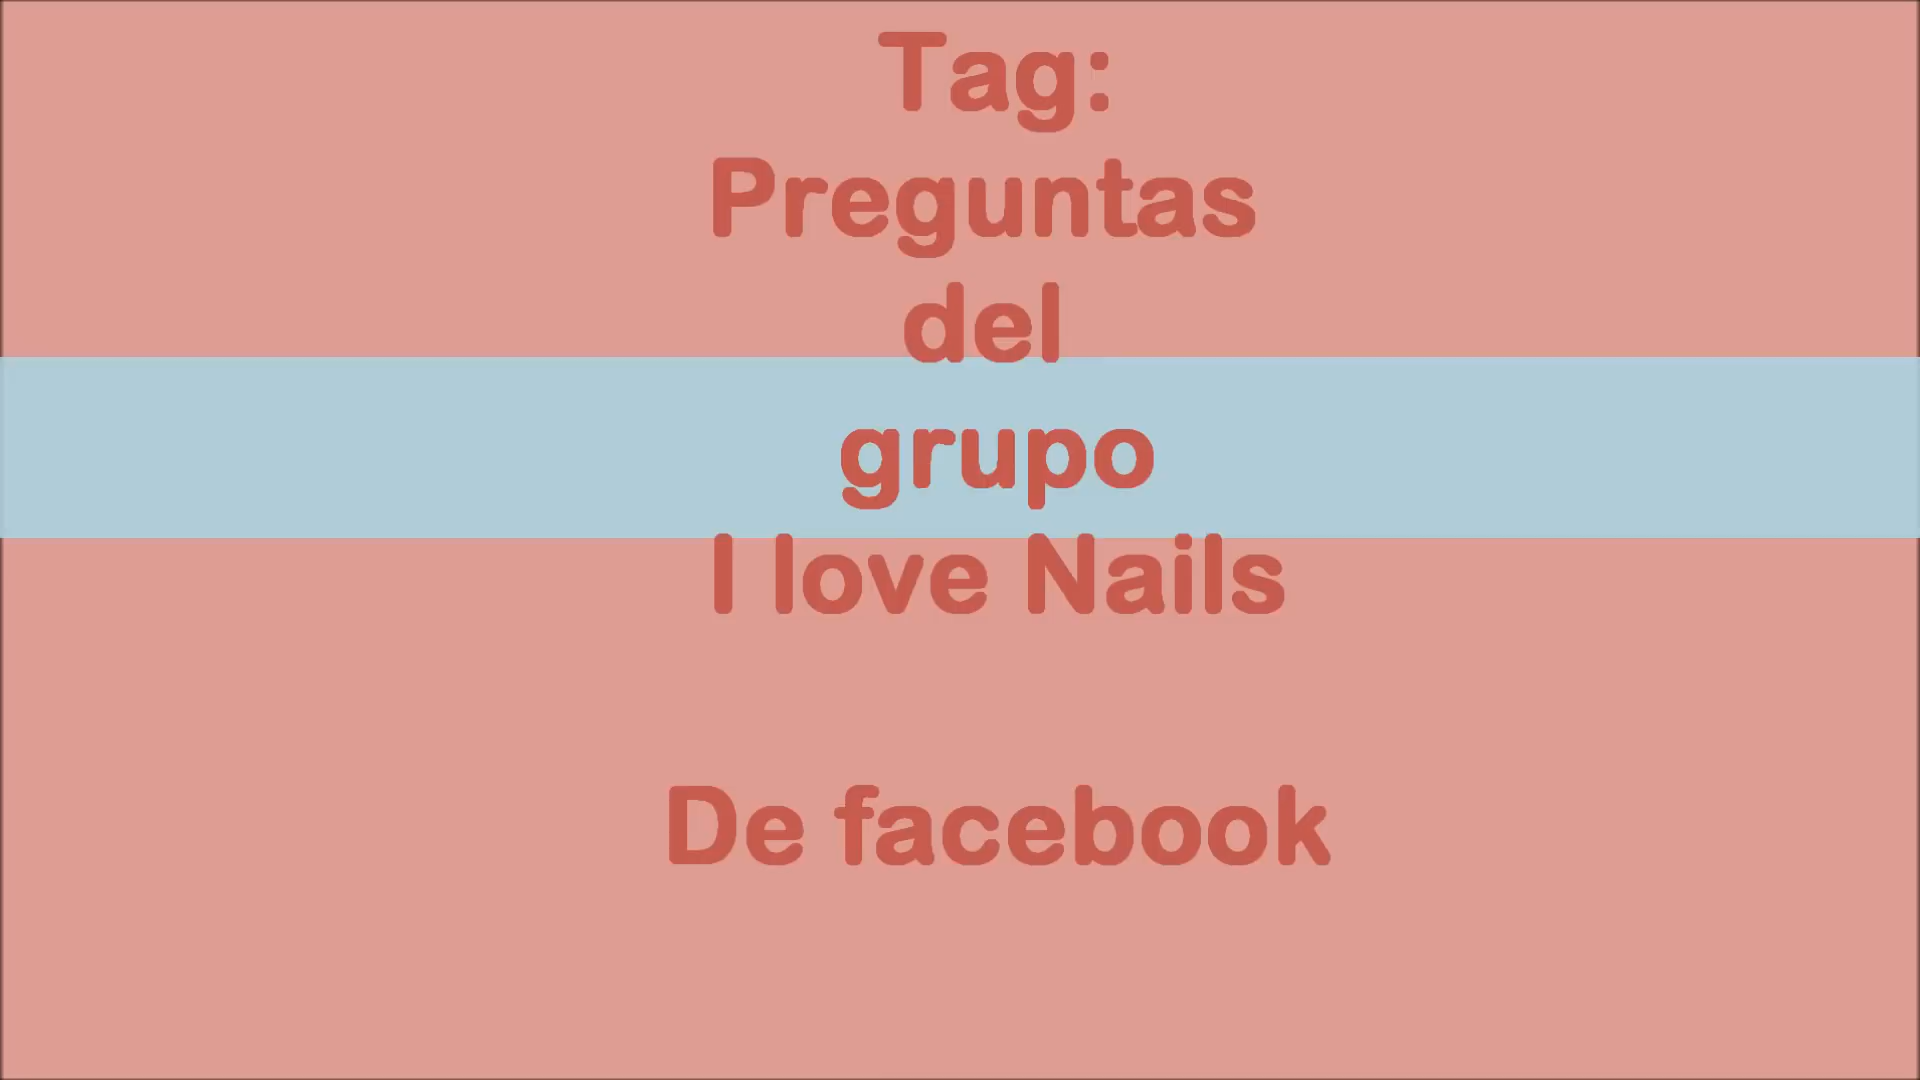 Tag:
Preguntas
del
grupo
I love Nails
De facebook